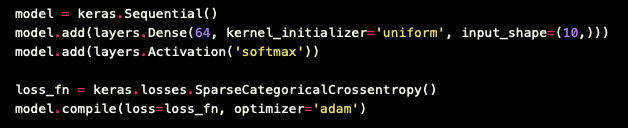 model = keras.Sequential()
model.add(layers.Dense(64, kernel_initializer='uniform', input_shape=(10,)))
model.add(layers.Activation('softmax'))
loss_fn = keras.losses.SparseCategoricalCrossentropy()
model.compile(loss=loss_fn, optimizer='adam')